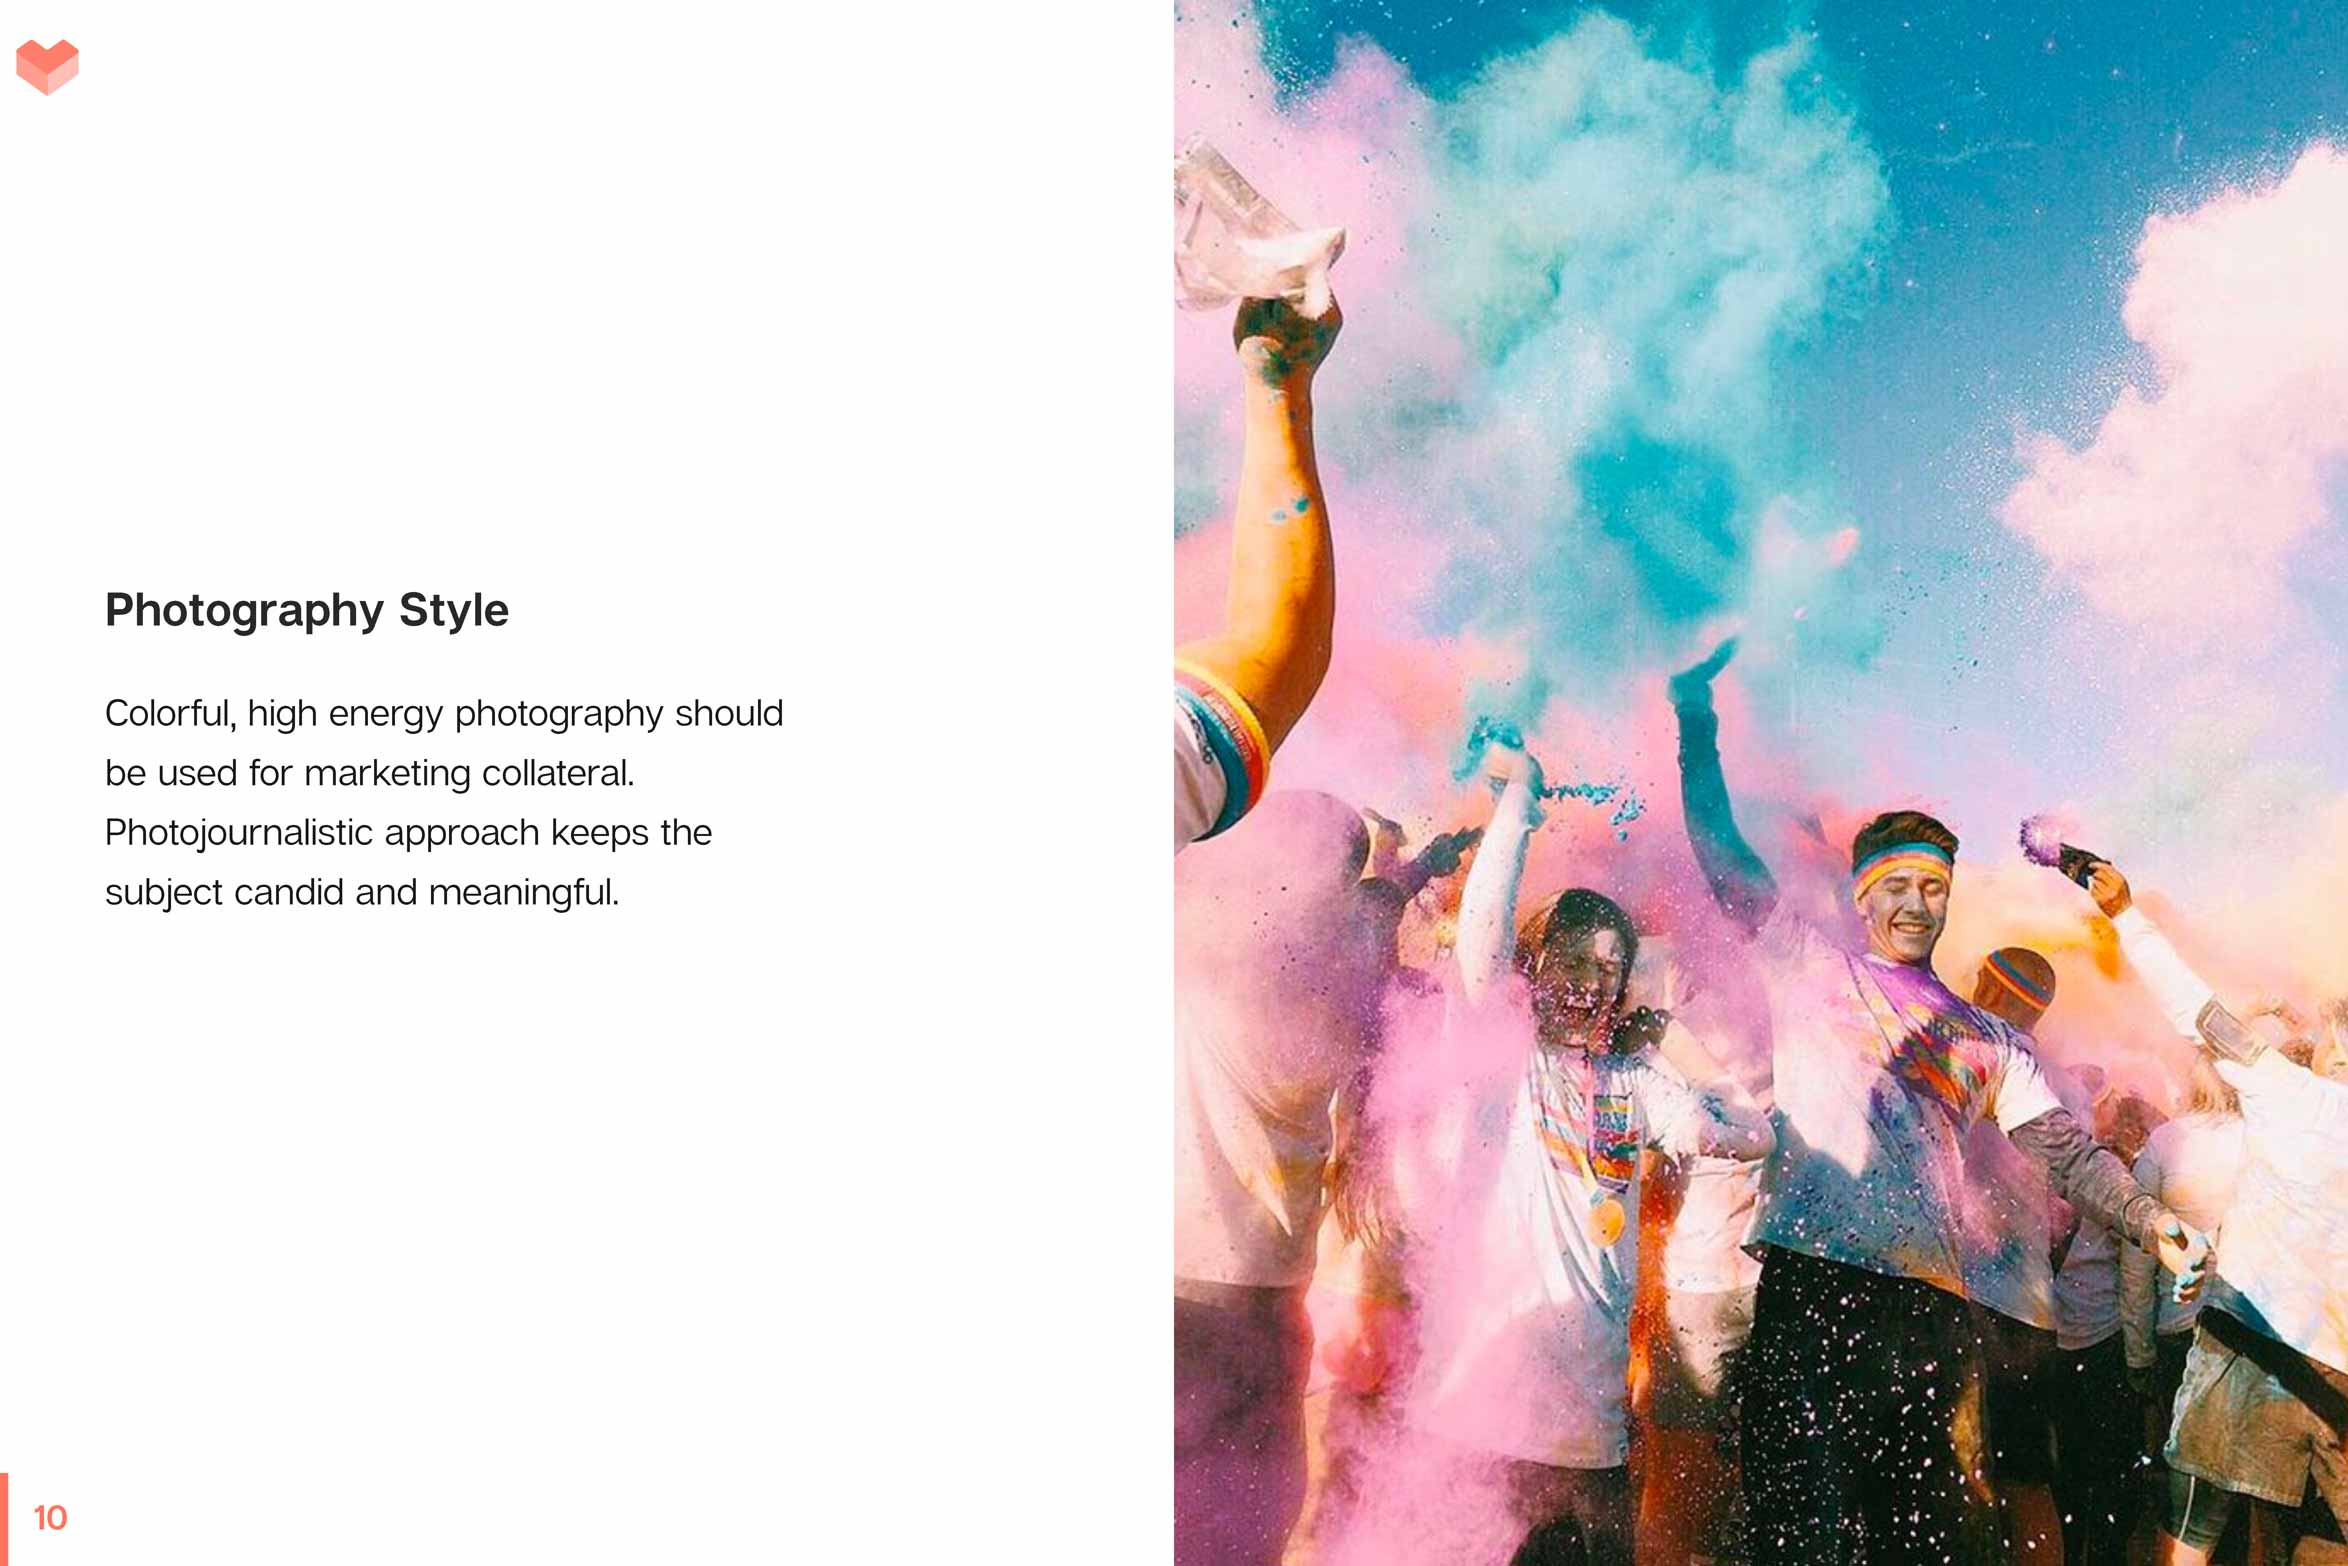 Photography Style
Colorful, high energy photography should
be used for marketing collateral.
Photojournalistic approach keeps the
subject candid and meaningful.
10